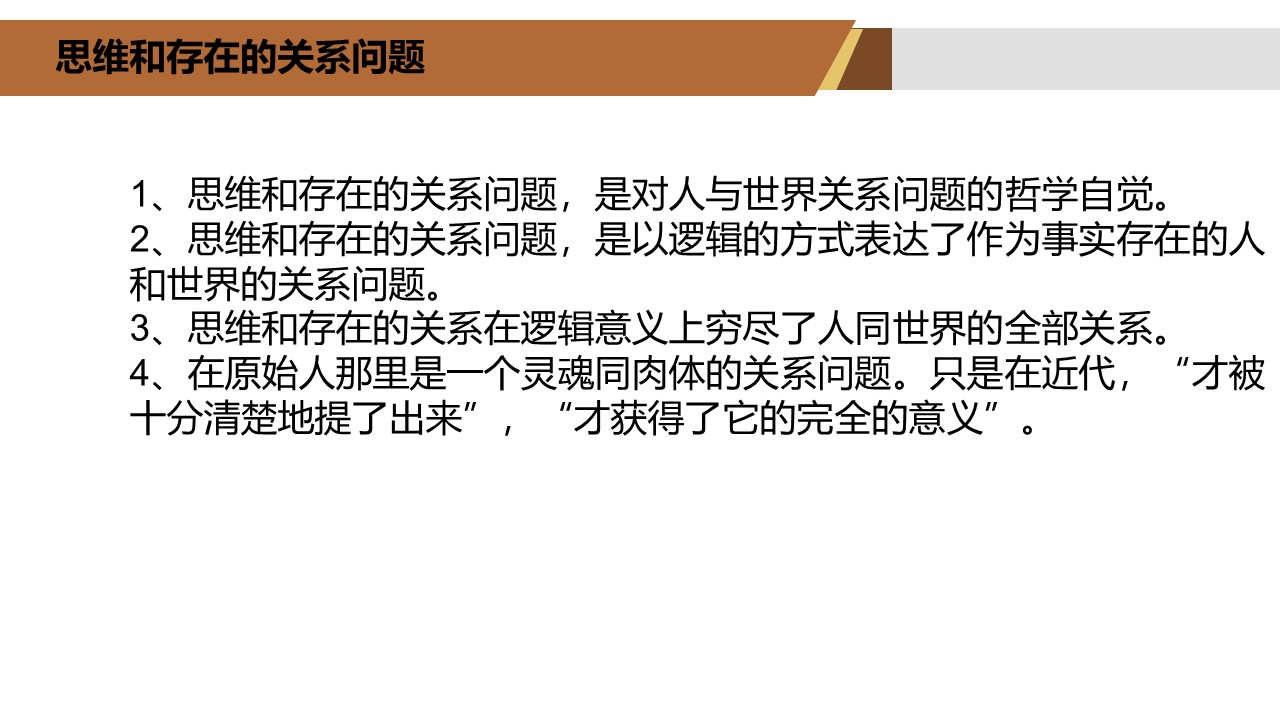 思维和存在的关系问题
1、思维和存在的关系问题，是对人与世界关系问题的哲学自觉。
2、思维和存在的关系问题，是以逻辑的方式表达了作为事实存在的人
和世界的关系问题。
3、思维和存在的关系在逻辑意义上穷尽了人同世界的全部关系。
4、在原始人那里是一个灵魂同肉体的关系问题。只是在近代，“才被
十分清楚地提了出来”，“才获得了它的完全的意义”。